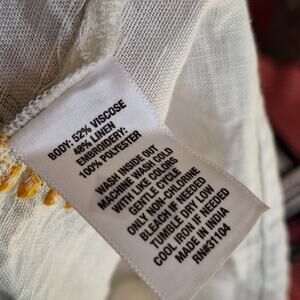 BODY: 52% VISCOSE
48% LINEN
EMBROIDERY:
100% POLYESTER
WASH INSIDE OUT
MACHINE WASH COLD
WITH LIKE COLORS
GENTLE CYCLE
ONLY NON-CHLORINE
BLEACH IF NEEDED
TUMBLE DRY LOW
COOL IRON IF NEEDED
MADE IN INDIA
RN#31104